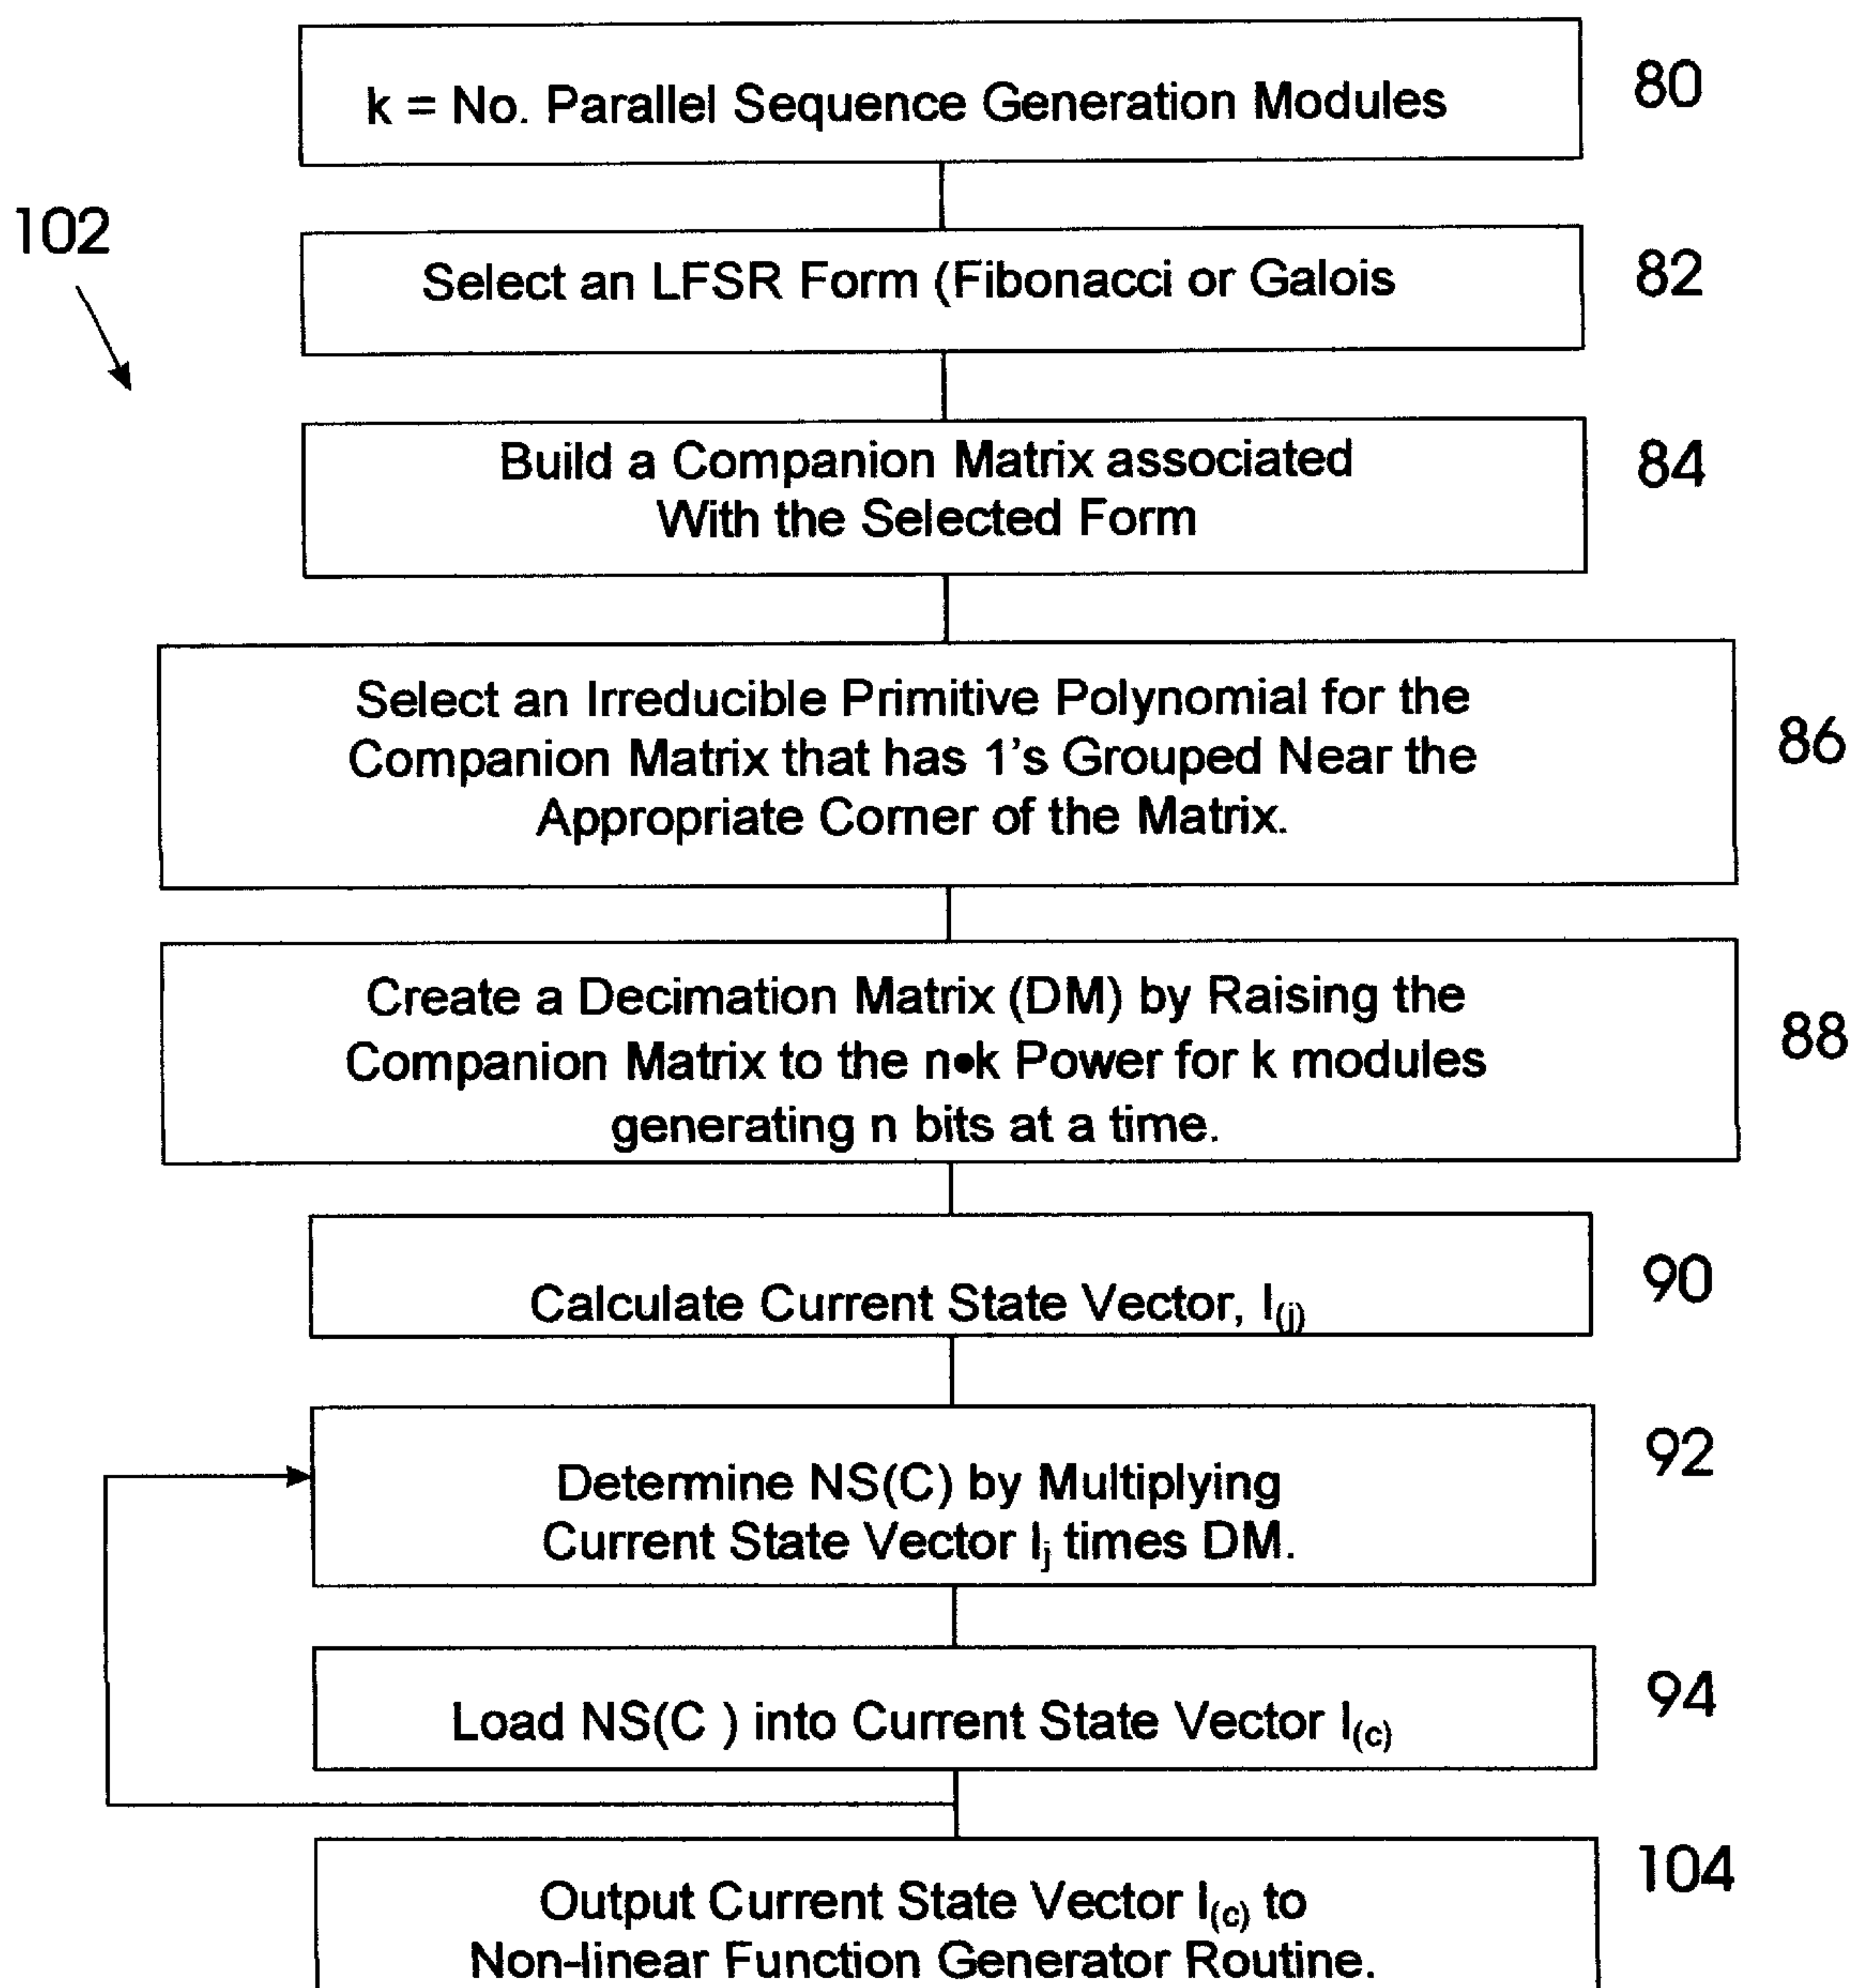 k = No. Parallel Sequence Generation Modules
80
102
Select an LFSR Form (Fibonacci or Galois
82
Build a Companion Matrix associated
With the Selected Form
84
Select an Irreducible Primitive Polynomial for the
Companion Matrix that has 1's Grouped Near the
Appropriate Corner of the Matrix.
86
Create a Decimation Matrix (DM) by Raising the
Companion Matrix to the n•k Power for k modules
generating n bits at a time.
88
Calculate Current State Vector, I(j)
90
Determine NS(C) by Multiplying
Current State Vector Ij times DM.
92
Load NS(C ) into Current State Vector I(c)
94
Output Current State Vector I(c) to
Non-linear Function Generator Routine.
104